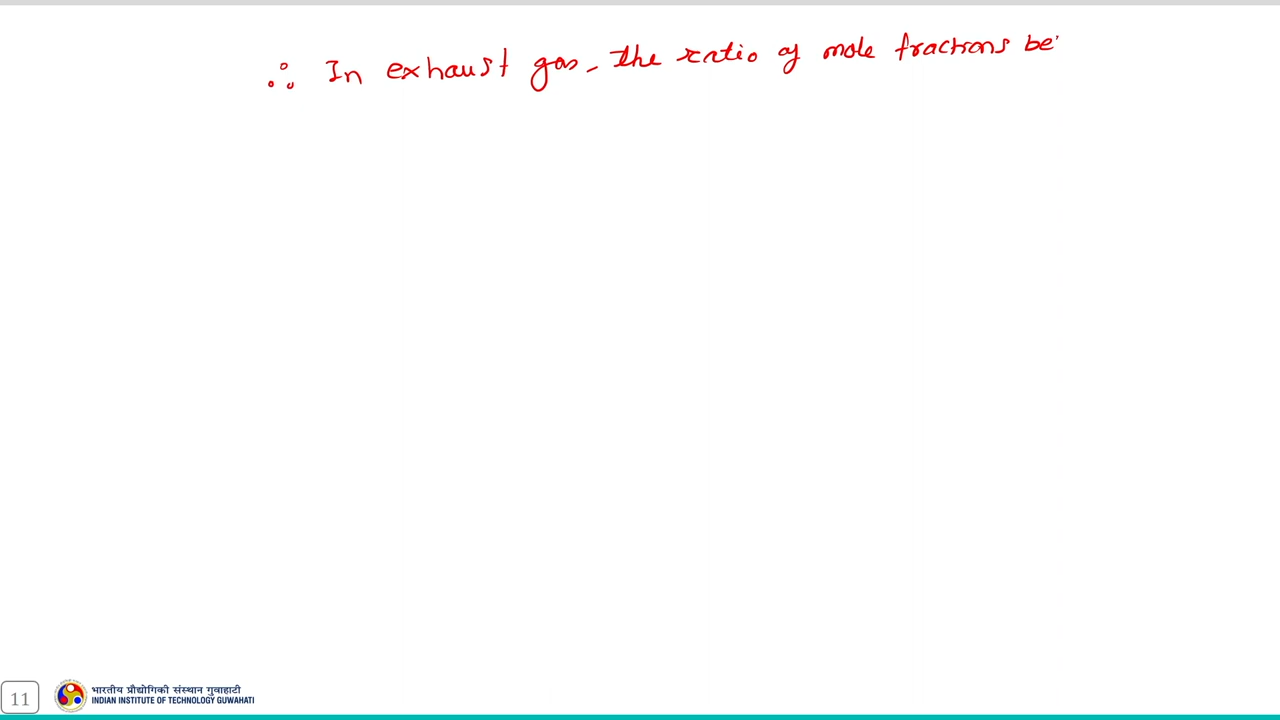 ∴ In exhaust gas, the ratio of mole fractions be
11
भारतीय प्रौद्योगिकी संस्थान गुवाहाटी
INDIAN INSTITUTE OF TECHNOLOGY GUWAHATI